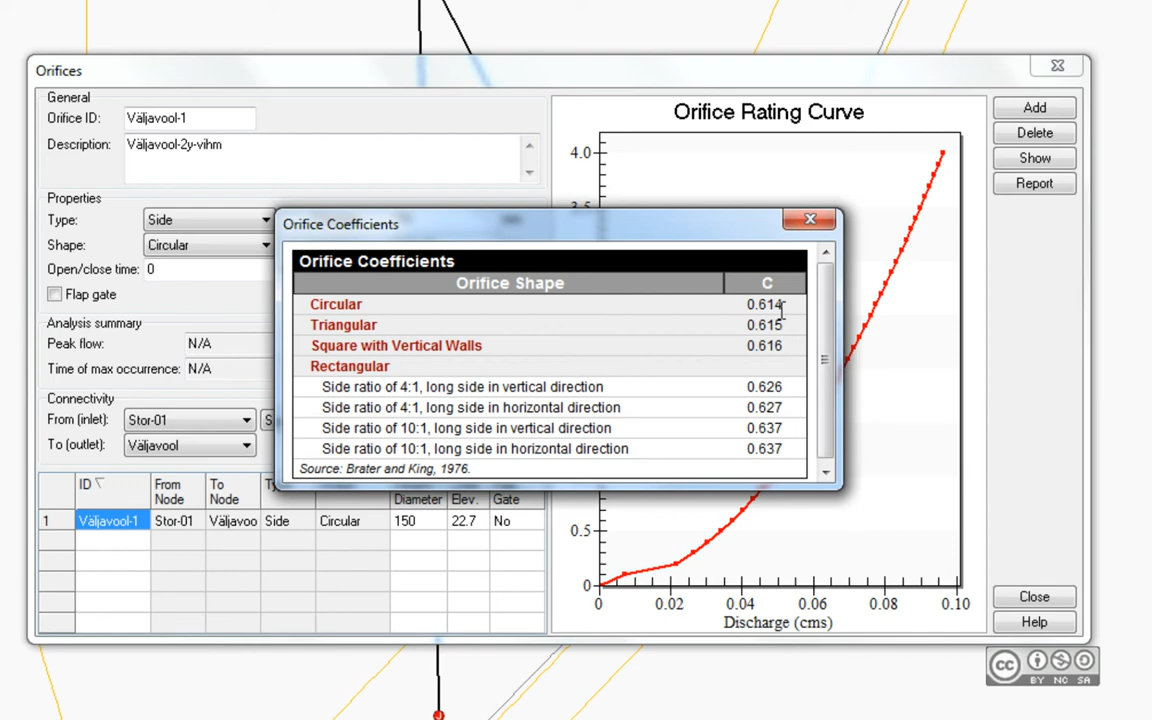 Orifices
General
Orifice ID: Väljavool-1
Description: Väljavool-2y-vihm
Properties
Type: Side
Shape: Circular
Open/close time: 0
Flap gate
Analysis summary
Peak flow: N/A
Time of max occurrence: N/A
Connectivity
From (inlet): Stor-01
To (outlet): Väljavool
ID From Node To Node Diameter Elev. Gate
1 Väljavool-1 Stor-01 Väljavoo Side Circular 150 22.7 No
Orifice Coefficients
Orifice Coefficients
Orifice Shape C
Circular 0.614
Triangular 0.615
Square with Vertical Walls 0.616
Rectangular
Side ratio of 4:1, long side in vertical direction 0.626
Side ratio of 4:1, long side in horizontal direction 0.627
Side ratio of 10:1, long side in vertical direction 0.637
Side ratio of 10:1, long side in horizontal direction 0.637
Source: Brater and King, 1976.
Orifice Rating Curve
4.0
3.5
0.5
0
0 0.02 0.04 0.06 0.08 0.10
Discharge (cms)
Add
Delete
Show
Report
Close
Help
cc
BY NC SA